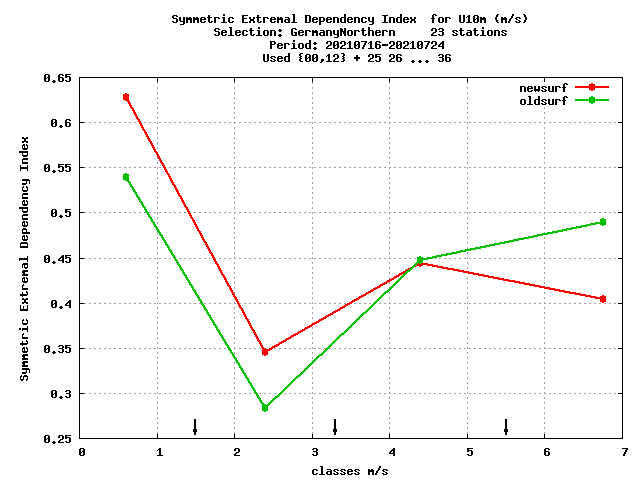 Symmetric Extremal Dependency Index  for U10m (m/s)
Selection: GermanyNorthern     23 stations
Period: 20210716-20210724
Used {00,12} + 25 26 ... 36
0.65
0.6
0.55
0.5
0.45
0.4
0.35
0.3
0.25
Symmetric Extremal Dependency Index
newsurf
oldsurf
0 1 2 3 4 5 6 7
classes m/s